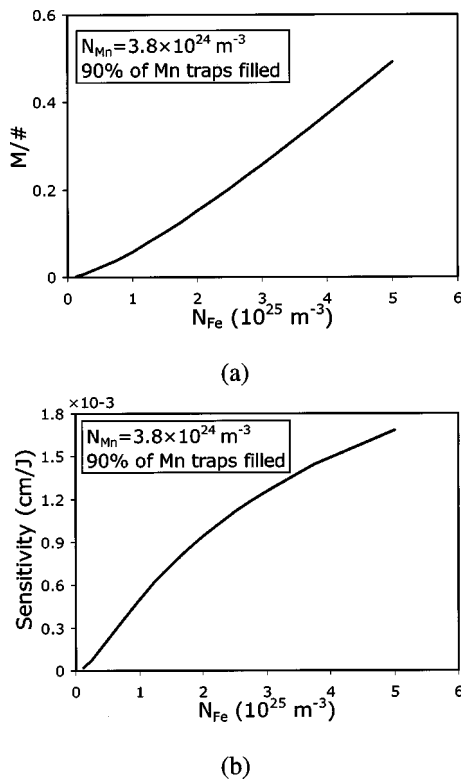 0.6
N_Mn=3.8×10^24 m^-3
90% of Mn traps filled
0.4
M/#
0.2
0
0 1 2 3 4 5 6
N_Fe (10^25 m^-3)
(a)
×10-3
1.8
N_Mn=3.8×10^24 m^-3
90% of Mn traps filled
1.5
1.2
Sensitivity (cm/J)
0.9
0.6
0.3
0
0 1 2 3 4 5 6
N_Fe (10^25 m^-3)
(b)